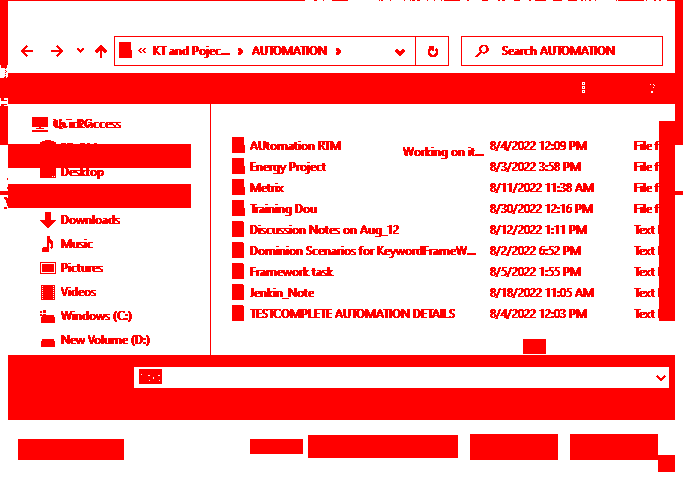 « KT and Pojec... › AUTOMATION ›
Search AUTOMATION
Desktop
Downloads
Music
Pictures
Videos
Windows (C:)
New Volume (D:)
Working on it...
AUtomation RTM 8/4/2022 12:09 PM File f
Energy Project 8/3/2022 3:58 PM File f
Metrix 8/11/2022 11:38 AM File f
Training Dou 8/30/2022 12:16 PM File f
Discussion Notes on Aug_12 8/12/2022 1:11 PM Text
Dominion Scenarios for KeywordFrameW... 8/2/2022 6:52 PM Text
Framework task 8/5/2022 1:55 PM Text
Jenkin_Note 8/18/2022 11:05 AM Text
TESTCOMPLETE AUTOMATION DETAILS 8/4/2022 12:03 PM Text